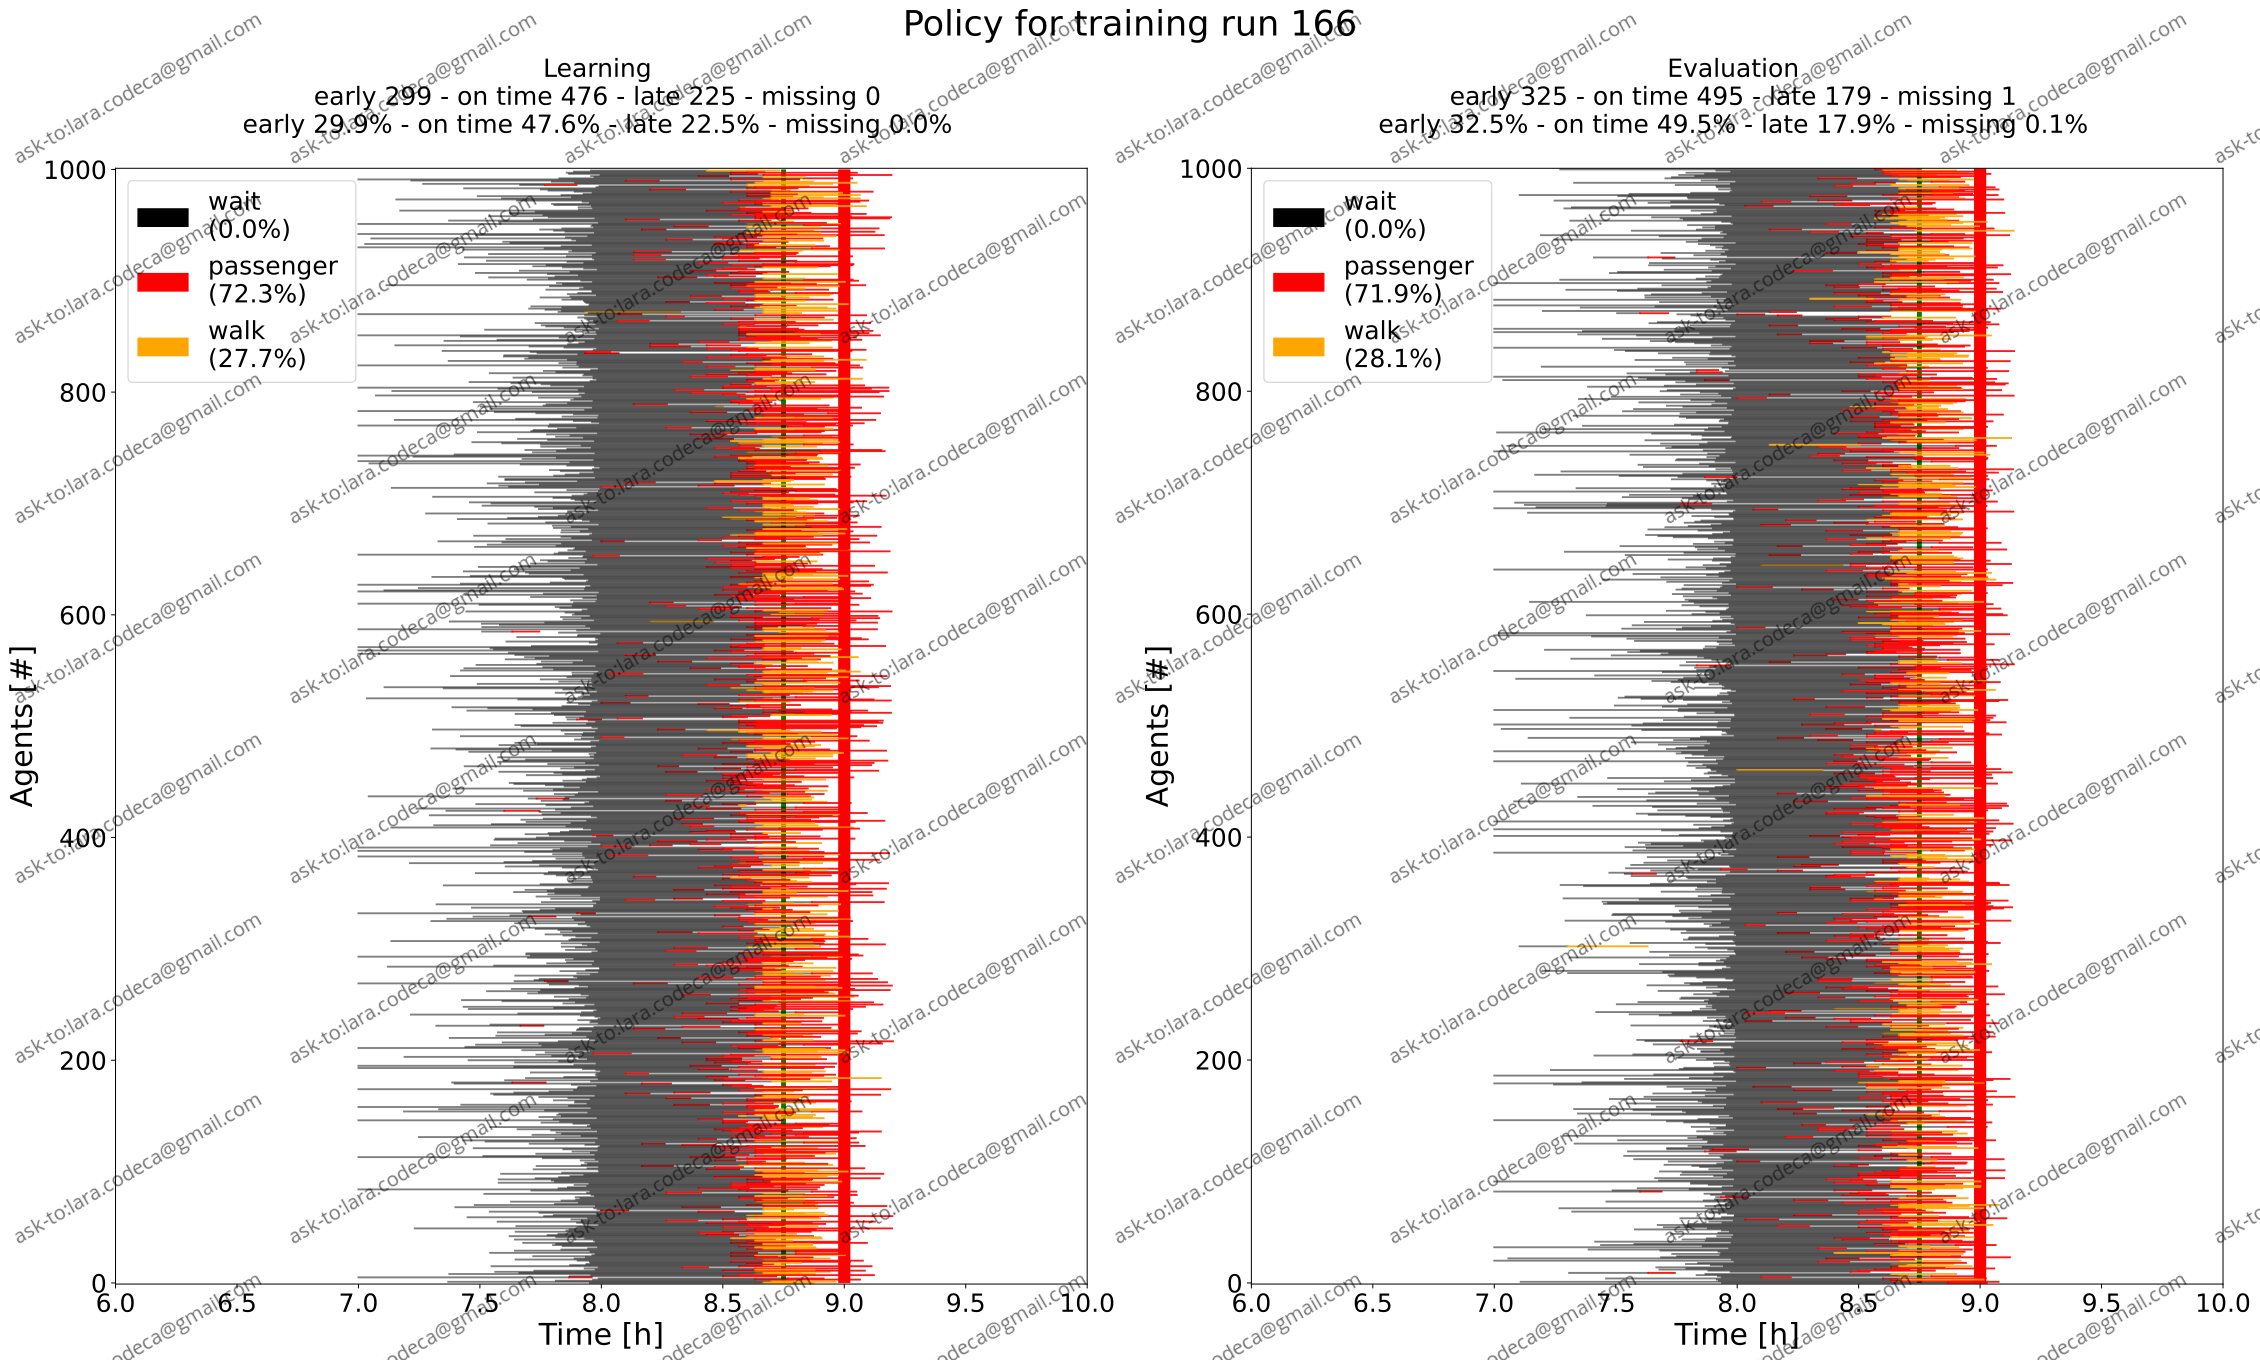 Policy for training run 166
Learning
early 299 - on time 476 - late 225 - missing 0
early 29.9% - on time 47.6% - late 22.5% - missing 0.0%
1000
800
600
400
200
0
Agents [#]
wait
(0.0%)
passenger
(72.3%)
walk
(27.7%)
6.0 6.5 7.0 7.5 8.0 8.5 9.0 9.5 10.0
Time [h]
Evaluation
early 325 - on time 495 - late 179 - missing 1
early 32.5% - on time 49.5% - late 17.9% - missing 0.1%
1000
800
600
400
200
0
Agents [#]
wait
(0.0%)
passenger
(71.9%)
walk
(28.1%)
6.0 6.5 7.0 7.5 8.0 8.5 9.0 9.5 10.0
Time [h]
ask-to:lara.codeca@gmail.com